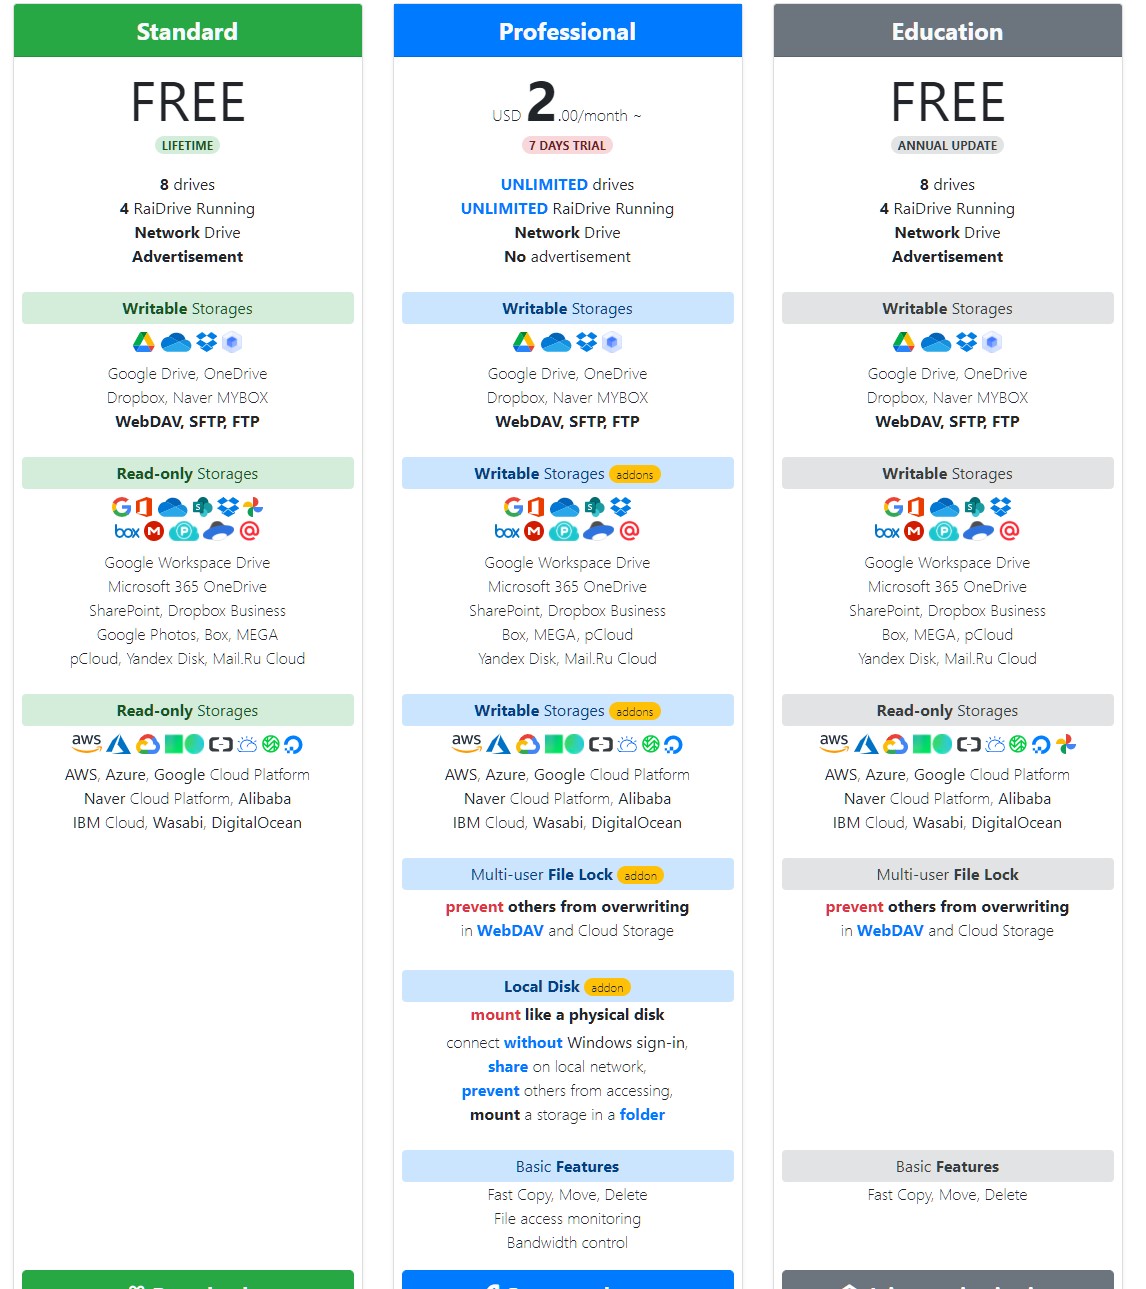 Standard
FREE
LIFETIME
8 drives
4 RaiDrive Running
Network Drive
Advertisement
Writable Storages
Google Drive, OneDrive
Dropbox, Naver MYBOX
WebDAV, SFTP, FTP
Read-only Storages
box
Google Workspace Drive
Microsoft 365 OneDrive
SharePoint, Dropbox Business
Google Photos, Box, MEGA
pCloud, Yandex Disk, Mail.Ru Cloud
Read-only Storages
aws
AWS, Azure, Google Cloud Platform
Naver Cloud Platform, Alibaba
IBM Cloud, Wasabi, DigitalOcean
Professional
USD 2.00/month ~
7 DAYS TRIAL
UNLIMITED drives
UNLIMITED RaiDrive Running
Network Drive
No advertisement
Writable Storages
Google Drive, OneDrive
Dropbox, Naver MYBOX
WebDAV, SFTP, FTP
Writable Storages addons
box
Google Workspace Drive
Microsoft 365 OneDrive
SharePoint, Dropbox Business
Box, MEGA, pCloud
Yandex Disk, Mail.Ru Cloud
Writable Storages addons
aws
AWS, Azure, Google Cloud Platform
Naver Cloud Platform, Alibaba
IBM Cloud, Wasabi, DigitalOcean
Multi-user File Lock addon
prevent others from overwriting
in WebDAV and Cloud Storage
Local Disk addon
mount like a physical disk
connect without Windows sign-in,
share on local network,
prevent others from accessing,
mount a storage in a folder
Basic Features
Fast Copy, Move, Delete
File access monitoring
Bandwidth control
Education
FREE
ANNUAL UPDATE
8 drives
4 RaiDrive Running
Network Drive
Advertisement
Writable Storages
Google Drive, OneDrive
Dropbox, Naver MYBOX
WebDAV, SFTP, FTP
Writable Storages
box
Google Workspace Drive
Microsoft 365 OneDrive
SharePoint, Dropbox Business
Box, MEGA, pCloud
Yandex Disk, Mail.Ru Cloud
Read-only Storages
aws
AWS, Azure, Google Cloud Platform
Naver Cloud Platform, Alibaba
IBM Cloud, Wasabi, DigitalOcean
Multi-user File Lock
prevent others from overwriting
in WebDAV and Cloud Storage
Basic Features
Fast Copy, Move, Delete